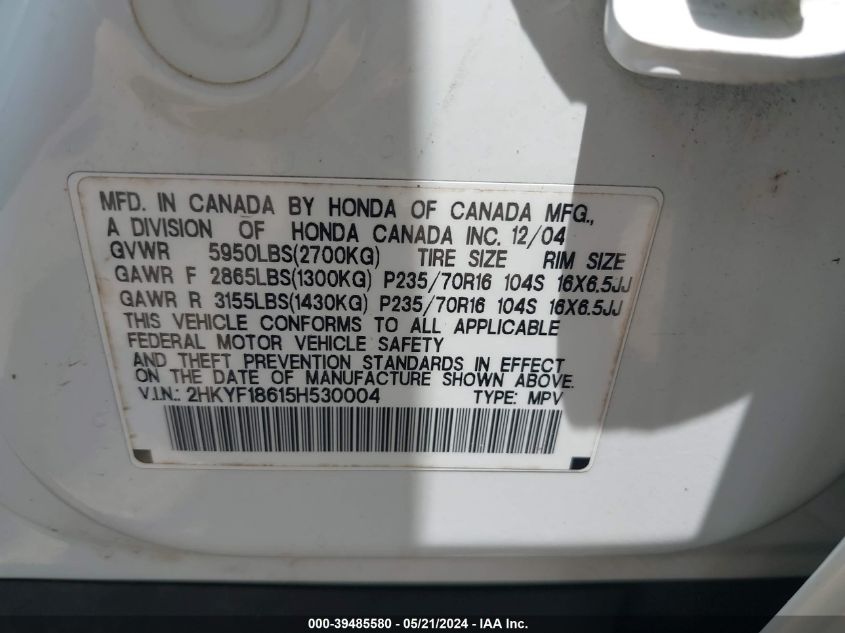 MFD. IN CANADA BY HONDA OF CANADA MFG.,
A DIVISION OF HONDA CANADA INC. 12/04
GVWR 5950LBS(2700KG) TIRE SIZE RIM SIZE
GAWR F 2865LBS(1300KG) P235/70R16 104S 16X6.5JJ
GAWR R 3155LBS(1430KG) P235/70R16 104S 16X6.5JJ
THIS VEHICLE CONFORMS TO ALL APPLICABLE
FEDERAL MOTOR VEHICLE SAFETY
AND THEFT PREVENTION STANDARDS IN EFFECT
ON THE DATE OF MANUFACTURE SHOWN ABOVE.
V.I.N.: 2HKYF18615H530004 TYPE: MPV
000-39485580 - 05/21/2024 - IAA Inc.